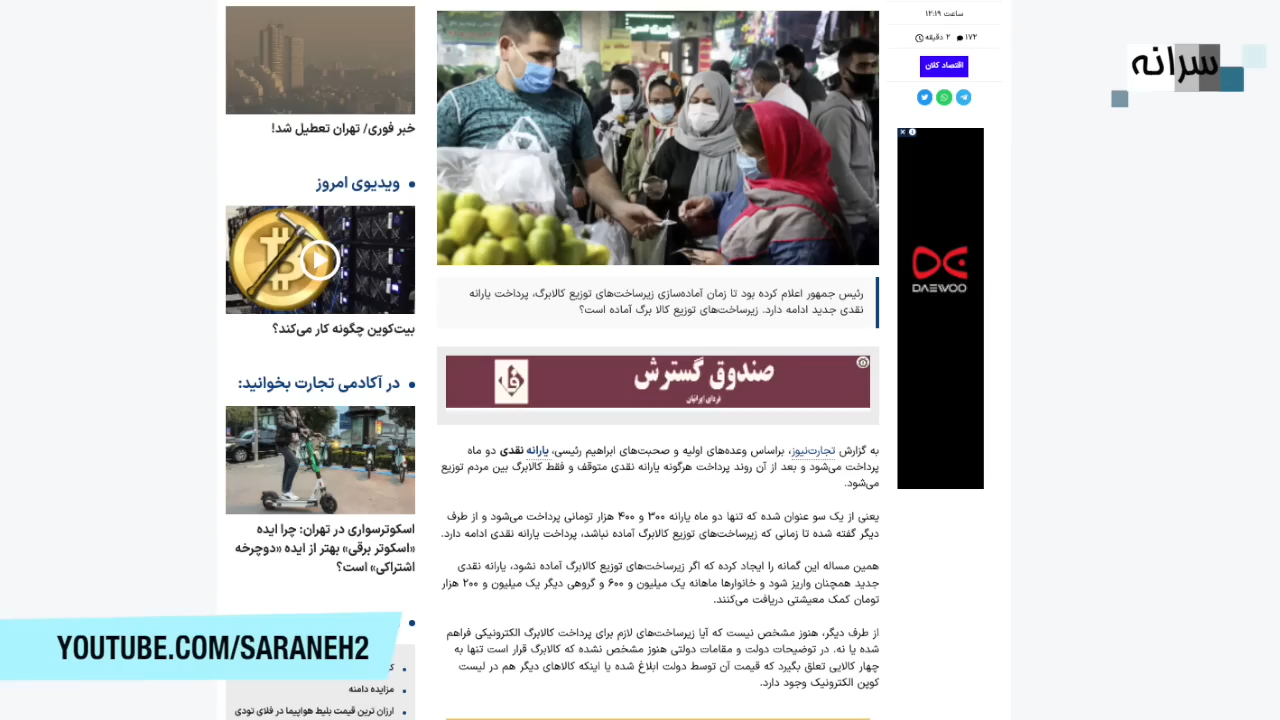 ساعت ۱۲:۱۹
۱۷۲
۲ دقیقه
اقتصاد کلان
سرانه
DAEWOO
رئیس جمهور اعلام کرده بود تا زمان آماده‌سازی زیرساخت‌های توزیع کالابرگ، پرداخت یارانه
نقدی جدید ادامه دارد. زیرساخت‌های توزیع کالا برگ آماده است؟
صندوق گسترش
فردای ایرانیان
به گزارش تجارت‌نیوز، براساس وعده‌های اولیه و صحبت‌های ابراهیم رئیسی، یارانه نقدی دو ماه
پرداخت می‌شود و بعد از آن روند پرداخت هرگونه یارانه نقدی متوقف و فقط کالابرگ بین مردم توزیع
می‌شود.
یعنی از یک سو عنوان شده که تنها دو ماه یارانه ۳۰۰ و ۴۰۰ هزار تومانی پرداخت می‌شود و از طرف
دیگر گفته شده تا زمانی که زیرساخت‌های توزیع کالابرگ آماده نباشد، پرداخت یارانه نقدی ادامه دارد.
همین مساله این گمانه را ایجاد کرده که اگر زیرساخت‌های توزیع کالابرگ آماده نشود، یارانه نقدی
جدید همچنان واریز شود و خانوارها ماهانه یک میلیون و ۶۰۰ و گروهی دیگر یک میلیون و ۲۰۰ هزار
تومان کمک معیشتی دریافت می‌کنند.
از طرف دیگر، هنوز مشخص نیست که آیا زیرساخت‌های لازم برای پرداخت کالابرگ الکترونیکی فراهم
شده یا نه. در توضیحات دولت و مقامات دولتی هنوز مشخص نشده که کالابرگ قرار است تنها به
چهار کالایی تعلق بگیرد که قیمت آن توسط دولت ابلاغ شده یا اینکه کالاهای دیگر هم در لیست
کوپن الکترونیک وجود دارد.
خبر فوری/ تهران تعطیل شد!
ویدیوی امروز
بیت‌کوین چگونه کار می‌کند؟
در آکادمی تجارت بخوانید:
اسکوترسواری در تهران: چرا ایده
«اسکوتر برقی» بهتر از ایده «دوچرخه
اشتراکی» است؟
مزایده دامنه
ارزان ترین قیمت بلیط هواپیما در فلای تودی
YOUTUBE.COM/SARANEH2